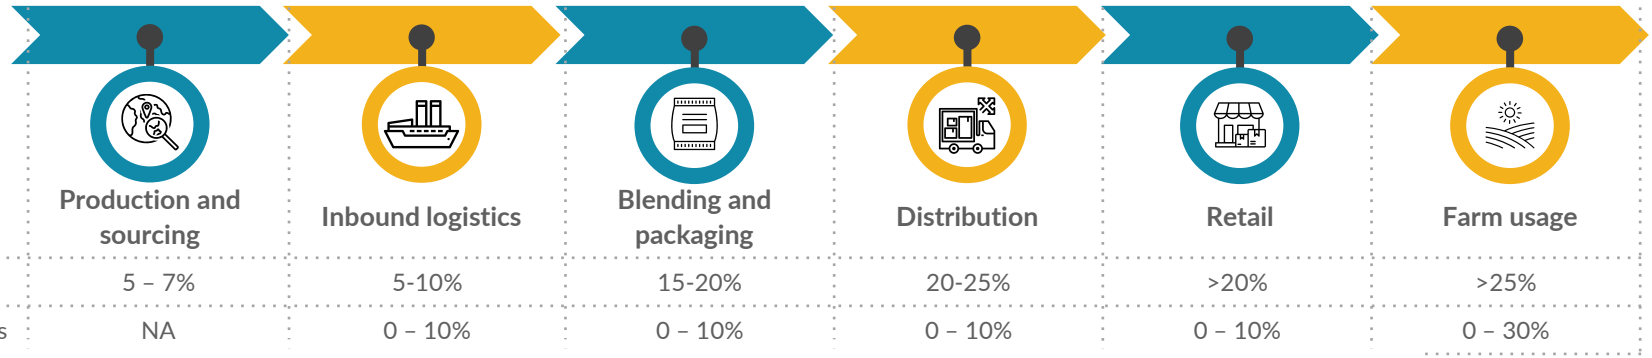 Production and
sourcing
Inbound logistics
Blending and
packaging
Distribution
Retail
Farm usage
5 – 7%
5-10%
15-20%
20-25%
>20%
>25%
s
NA
0 – 10%
0 – 10%
0 – 10%
0 – 10%
0 – 30%